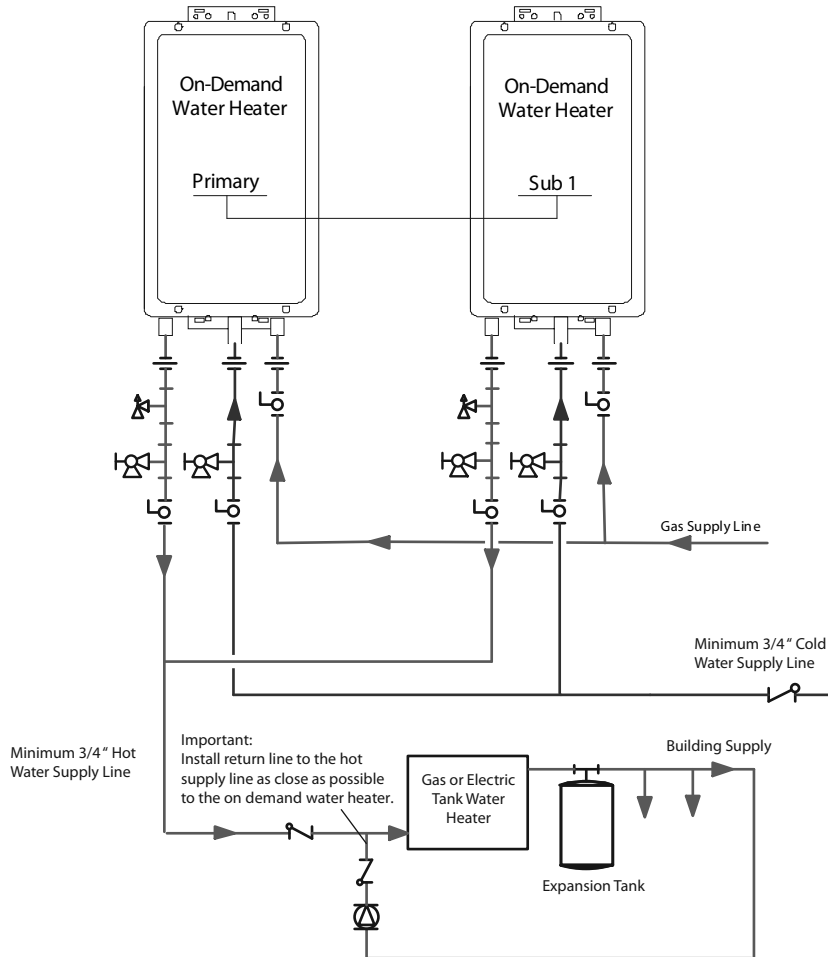 On-Demand
Water Heater
Primary
On-Demand
Water Heater
Sub 1
Gas Supply Line
Minimum 3/4“ Cold
Water Supply Line
Minimum 3/4“ Hot
Water Supply Line
Important:
Install return line to the hot
supply line as close as possible
to the on demand water heater.
Gas or Electric
Tank Water
Heater
Building Supply
Expansion Tank